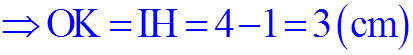 ⇒OK = IH = 4−1 = 3(cm)